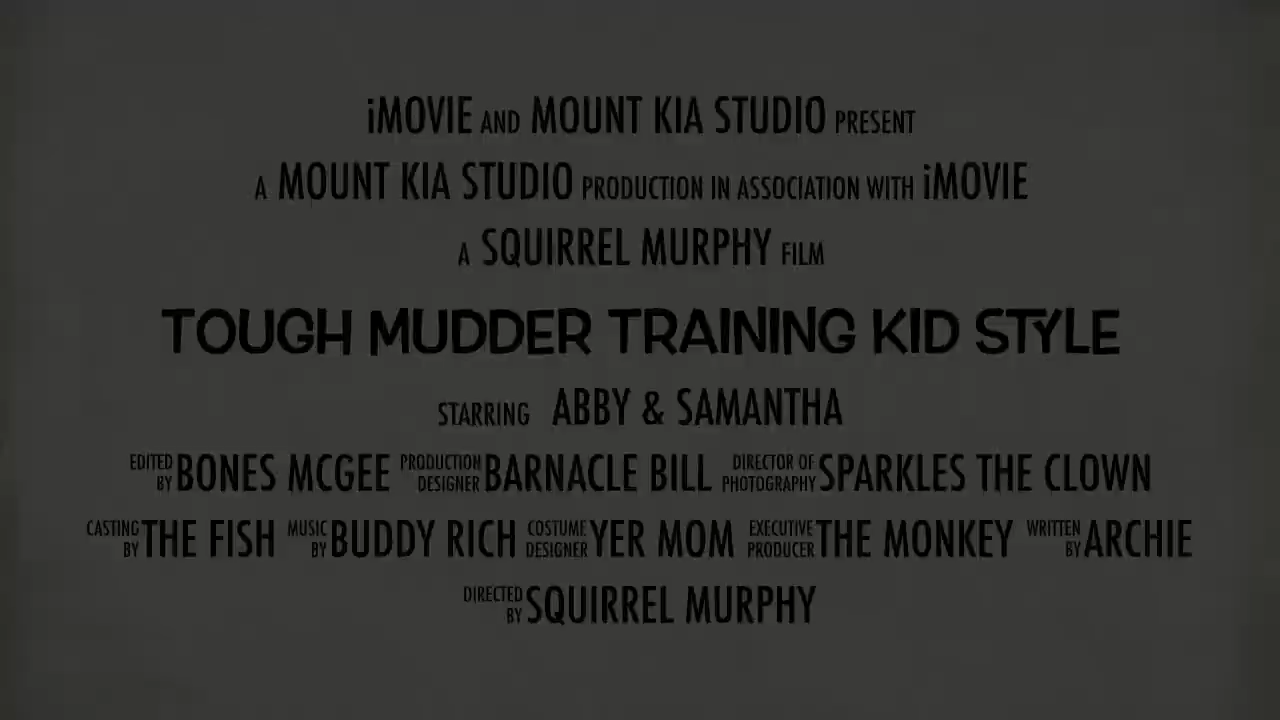 iMOVIE AND MOUNT KIA STUDIO PRESENT
A MOUNT KIA STUDIO PRODUCTION IN ASSOCIATION WITH iMOVIE
A SQUIRREL MURPHY FILM
TOUGH MUDDER TRAINING KID STYLE
STARRING ABBY & SAMANTHA
EDITED BY BONES MCGEE PRODUCTION DESIGNER BARNACLE BILL DIRECTOR OF PHOTOGRAPHY SPARKLES THE CLOWN
CASTING BY THE FISH MUSIC BY BUDDY RICH COSTUME DESIGNER YER MOM EXECUTIVE PRODUCER THE MONKEY WRITTEN BY ARCHIE
DIRECTED BY SQUIRREL MURPHY